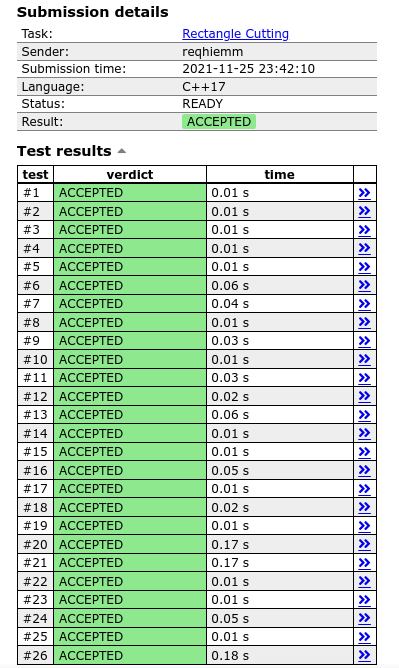 Submission details
Task: Rectangle Cutting
Sender: reqhiemm
Submission time: 2021-11-25 23:42:10
Language: C++17
Status: READY
Result: ACCEPTED
Test results
test verdict time
#1 ACCEPTED 0.01 s »
#2 ACCEPTED 0.01 s »
#3 ACCEPTED 0.01 s »
#4 ACCEPTED 0.01 s »
#5 ACCEPTED 0.01 s »
#6 ACCEPTED 0.06 s »
#7 ACCEPTED 0.04 s »
#8 ACCEPTED 0.01 s »
#9 ACCEPTED 0.03 s »
#10 ACCEPTED 0.01 s »
#11 ACCEPTED 0.03 s »
#12 ACCEPTED 0.02 s »
#13 ACCEPTED 0.06 s »
#14 ACCEPTED 0.01 s »
#15 ACCEPTED 0.01 s »
#16 ACCEPTED 0.05 s »
#17 ACCEPTED 0.01 s »
#18 ACCEPTED 0.02 s »
#19 ACCEPTED 0.01 s »
#20 ACCEPTED 0.17 s »
#21 ACCEPTED 0.17 s »
#22 ACCEPTED 0.01 s »
#23 ACCEPTED 0.01 s »
#24 ACCEPTED 0.05 s »
#25 ACCEPTED 0.01 s »
#26 ACCEPTED 0.18 s »